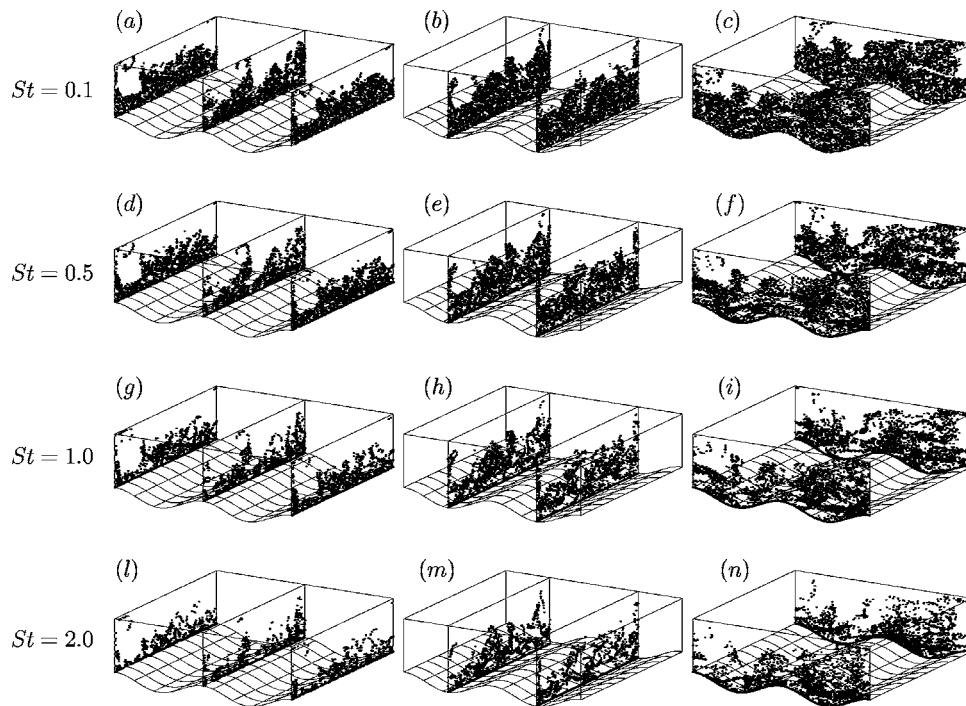 (a) (b) (c)
St = 0.1
(d) (e) (f)
St = 0.5
(g) (h) (i)
St = 1.0
(l) (m) (n)
St = 2.0